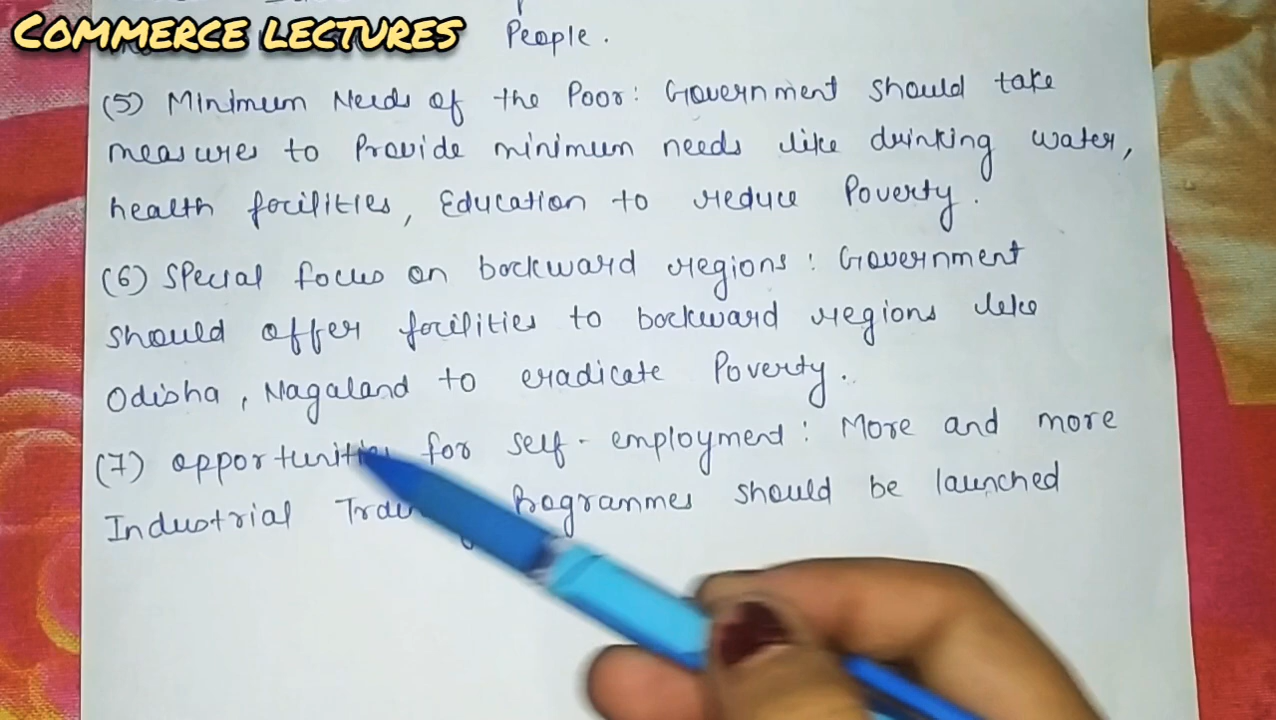 COMMERCE LECTURES
People.
(5) Minimum Needs of the Poor: Government should take
measures to Provide minimum needs like drinking water,
health facilities, Education to reduce Poverty.
(6) Special focus on backward regions: Government
should offer facilities to backward regions like
Odisha, Nagaland to eradicate Poverty.
(7) opportunities for self-employment: More and more
Industrial Programmes should be launched